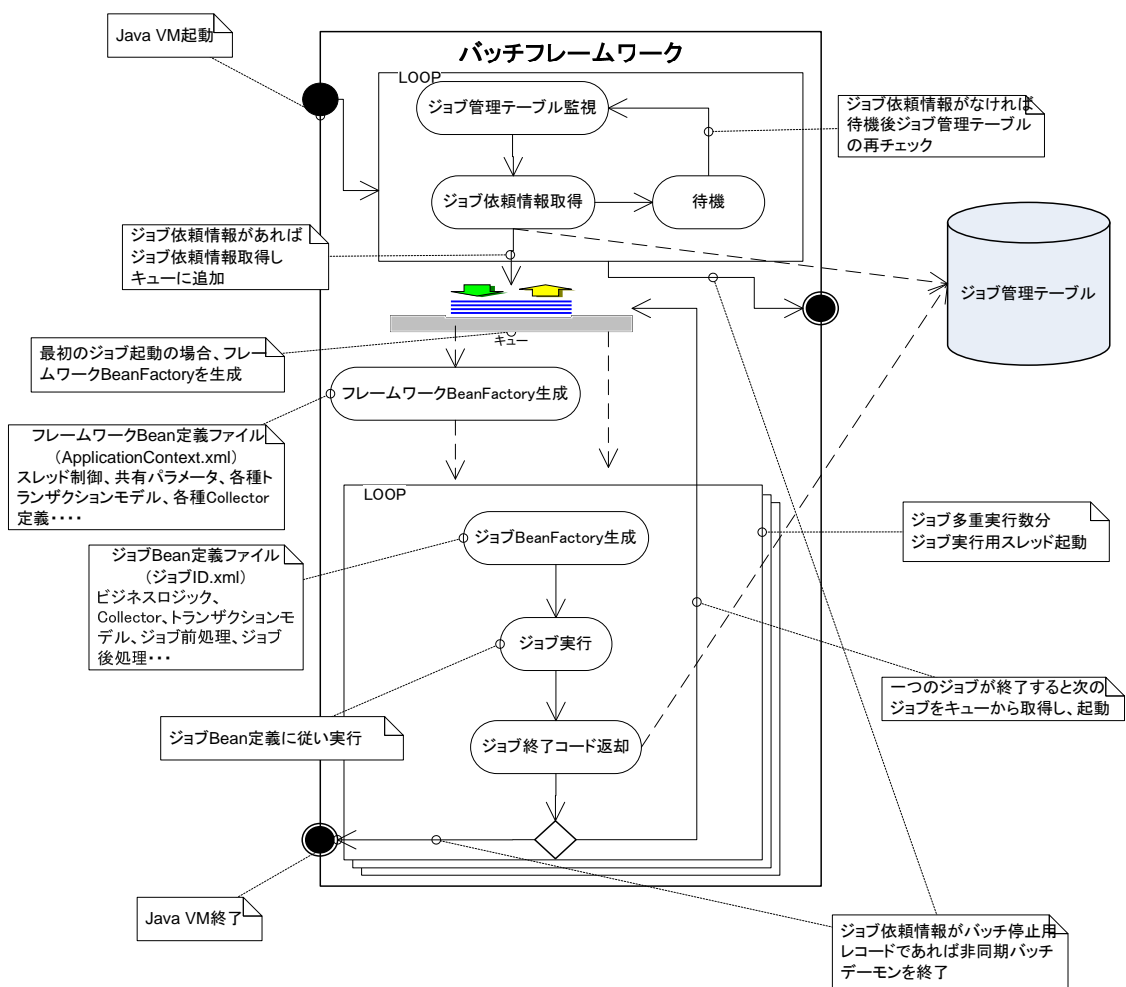 Java VM起動
バッチフレームワーク
LOOP
ジョブ管理テーブル監視
ジョブ依頼情報がなければ
待機後ジョブ管理テーブル
の再チェック
ジョブ依頼情報取得
待機
ジョブ依頼情報があれば
ジョブ依頼情報取得し
キューに追加
ジョブ管理テーブル
キュー
最初のジョブ起動の場合、フレー
ムワークBeanFactoryを生成
フレームワークBeanFactory生成
フレームワークBean定義ファイル
(ApplicationContext.xml)
スレッド制御、共有パラメータ、各種ト
ランザクションモデル、各種Collector
定義・・・・
LOOP
ジョブBeanFactory生成
ジョブ多重実行数分
ジョブ実行用スレッド起動
ジョブBean定義ファイル
(ジョブID.xml)
ビジネスロジック、
Collector、トランザクションモ
デル、ジョブ前処理、ジョブ
後処理・・・
ジョブ実行
一つのジョブが終了すると次の
ジョブをキューから取得し、起動
ジョブBean定義に従い実行
ジョブ終了コード返却
Java VM終了
ジョブ依頼情報がバッチ停止用
レコードであれば非同期バッチ
デーモンを終了